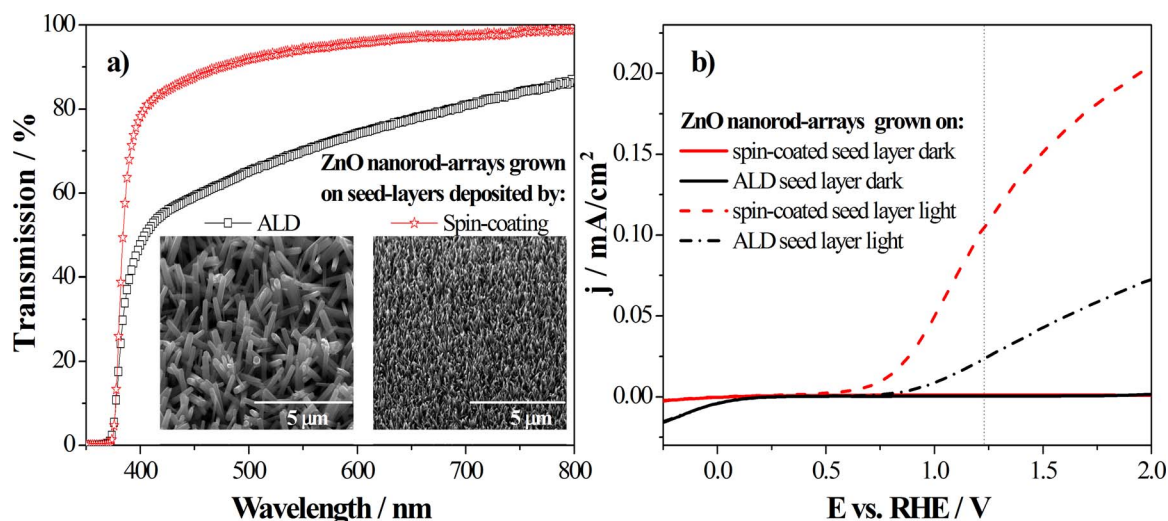 a)
Transmission / %
100
80
60
40
20
0
ZnO nanorod-arrays grown
on seed-layers deposited by:
ALD
Spin-coating
5 µm
5 µm
400
500
600
700
800
Wavelength / nm
b)
j / mA/cm²
0.20
0.15
0.10
0.05
0.00
ZnO nanorod-arrays grown on:
spin-coated seed layer dark
ALD seed layer dark
spin-coated seed layer light
ALD seed layer light
0.0
0.5
1.0
1.5
2.0
E vs. RHE / V